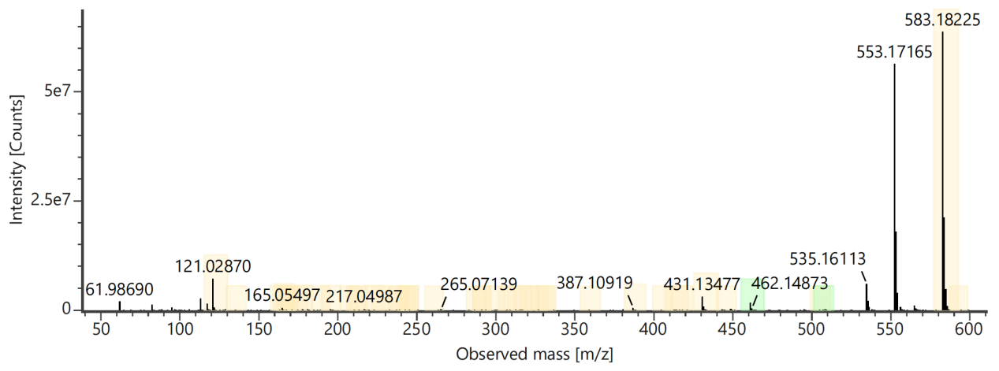 583.18225
553.17165
Intensity [Counts]
5e7
2.5e7
0
535.16113
121.02870
61.98690
165.05497
217.04987
265.07139
387.10919
431.13477
462.14873
50 100 150 200 250 300 350 400 450 500 550 600
Observed mass [m/z]